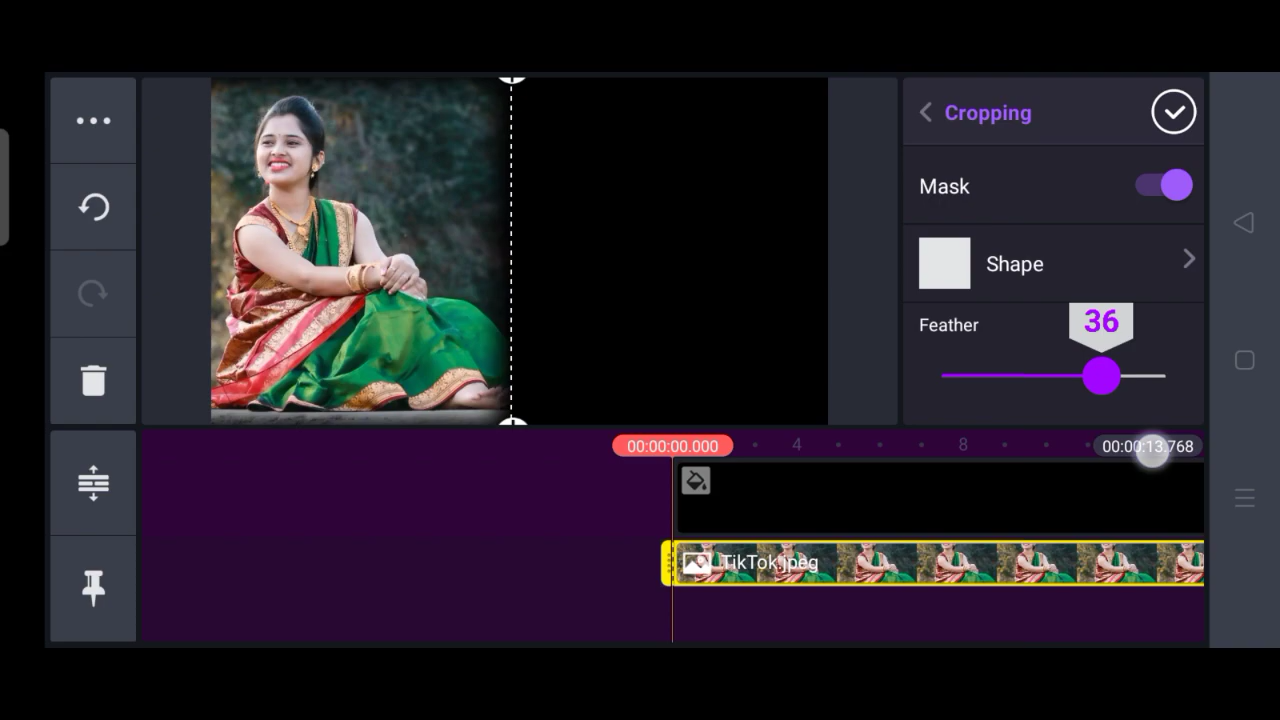 Cropping
Mask
Shape
Feather
36
00:00:00.000
4
8
00:00:13.768
TikTok.jpeg